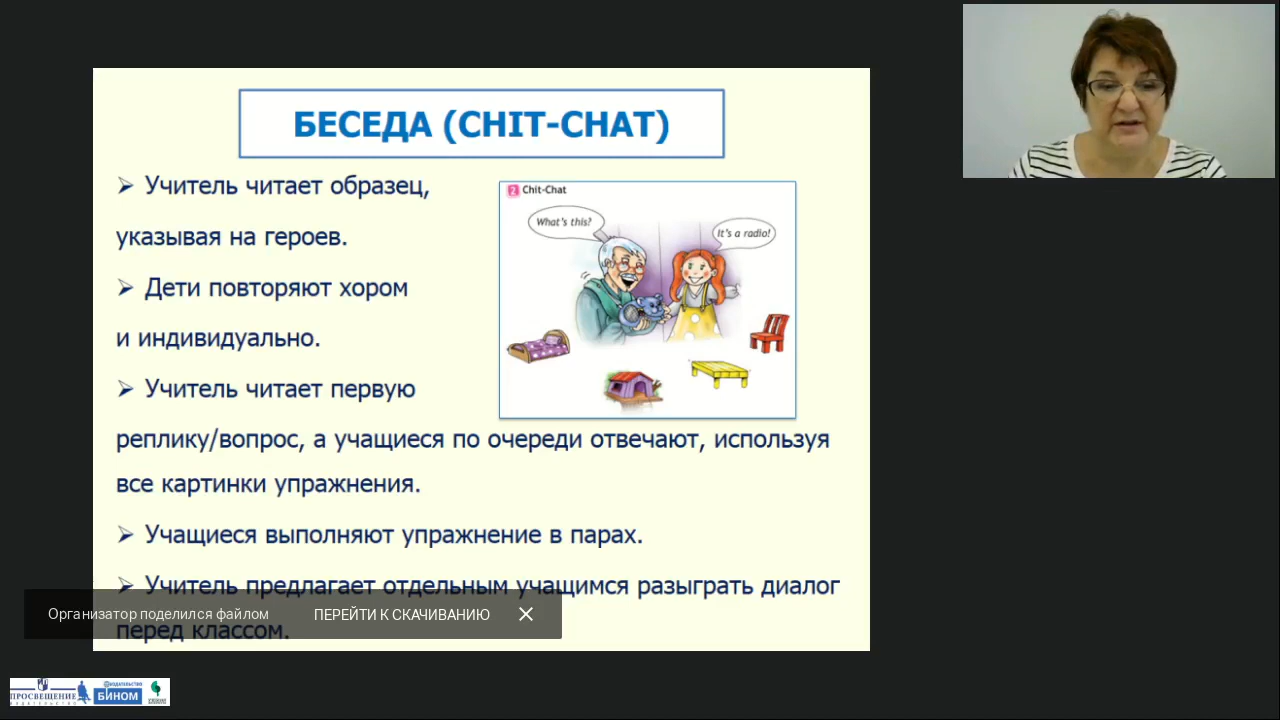 БЕСЕДА (CHIT-CHAT)
➢ Учитель читает образец,
указывая на героев.
➢ Дети повторяют хором
и индивидуально.
➢ Учитель читает первую
реплику/вопрос, а учащиеся по очереди отвечают, используя
все картинки упражнения.
➢ Учащиеся выполняют упражнение в парах.
➢ Учитель предлагает отдельным учащимся разыграть диалог
перед классом.
2 Chit-Chat
What's this?
It's a radio!
Организатор поделился файлом ПЕРЕЙТИ К СКАЧИВАНИЮ
ПРОСВЕЩЕНИЕ
ИЗДАТЕЛЬСТВО
ИЗДАТЕЛЬСТВО
БИНОМ